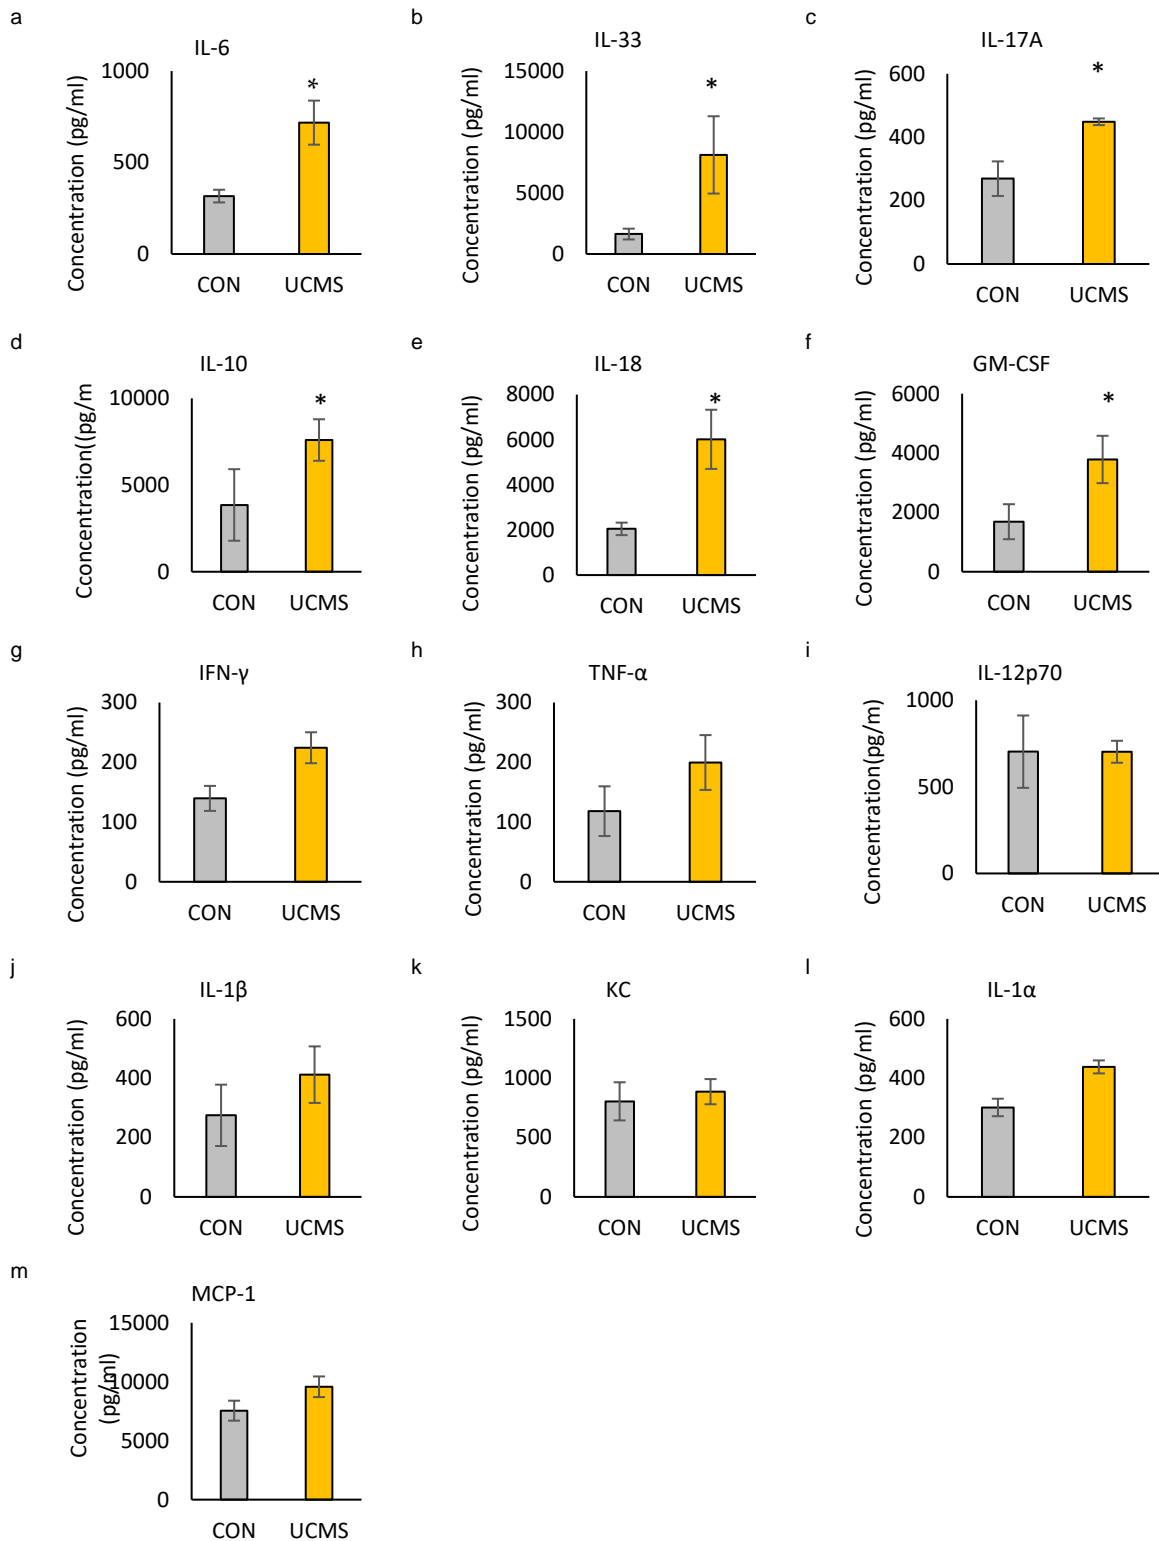 a
IL-6
Concentration (pg/ml)
1000
500
0
*
CON UCMS
b
IL-33
Concentration (pg/ml)
15000
10000
5000
0
*
CON UCMS
c
IL-17A
Concentration (pg/ml)
600
400
200
0
*
CON UCMS
d
IL-10
Cconcentration((pg/m
10000
5000
0
*
CON UCMS
e
IL-18
Concentration (pg/ml)
8000
6000
4000
2000
0
*
CON UCMS
f
GM-CSF
Concentration (pg/ml)
6000
4000
2000
0
*
CON UCMS
g
IFN-γ
Concentration (pg/ml)
300
200
100
0
CON UCMS
h
TNF-α
Concentration (pg/ml)
300
200
100
0
CON UCMS
i
IL-12p70
Concentration(pg/m)
1000
500
0
CON UCMS
j
IL-1β
Concentration (pg/ml)
600
400
200
0
CON UCMS
k
KC
Concentration (pg/ml)
1500
1000
500
0
CON UCMS
l
IL-1α
Concentration (pg/ml)
600
400
200
0
CON UCMS
m
MCP-1
Concentration
(pg/ml)
15000
10000
5000
0
CON UCMS